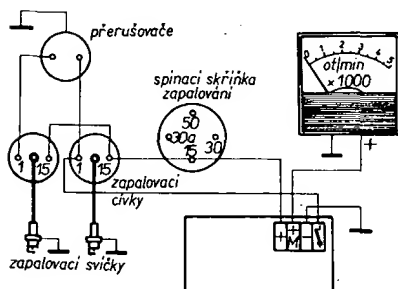 přerušovače
0 1 2 3 4 5
ot/min
×1000
+
spínací skříňka
zapalování
50
30a
30
15
1 15
1 15
zapalovací
cívky
+ + M −
zapalovací svíčky